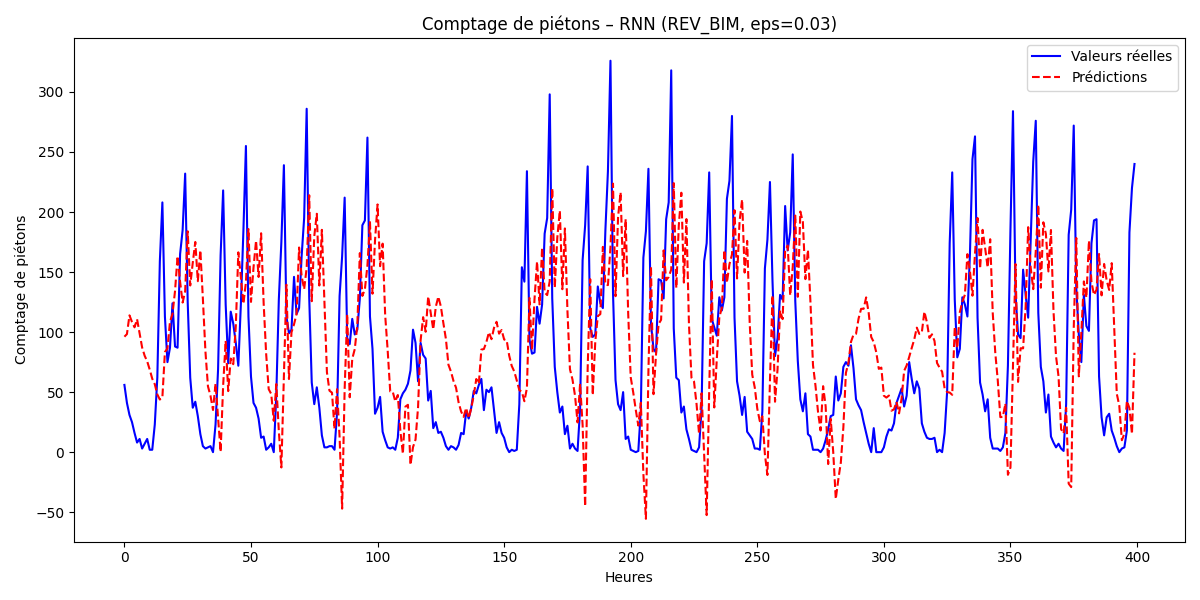 Comptage de piétons – RNN (REV_BIM, eps=0.03)
Valeurs réelles
Prédictions
Comptage de piétons
300
250
200
150
100
50
0
−50
0 50 100 150 200 250 300 350 400
Heures